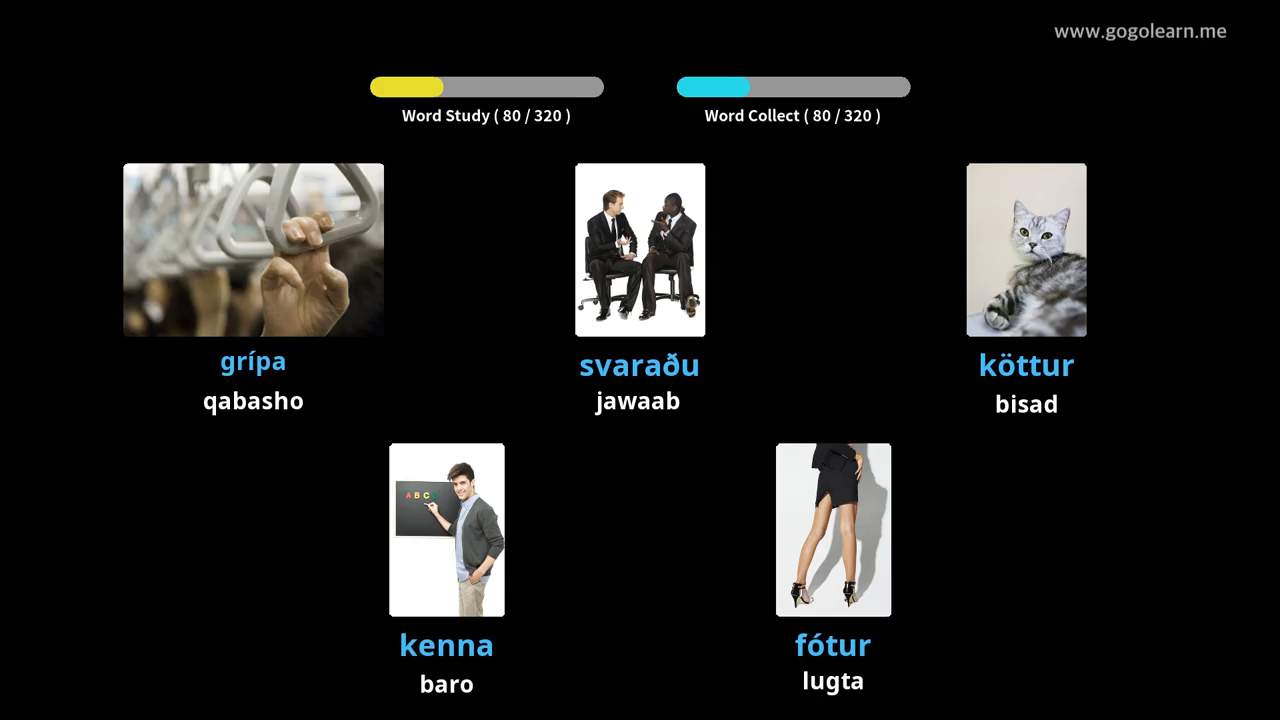 www.gogolearn.me
Word Study ( 80 / 320 )
Word Collect ( 80 / 320 )
grípa
qabasho
svaraðu
jawaab
köttur
bisad
A B C
kenna
baro
fótur
lugta